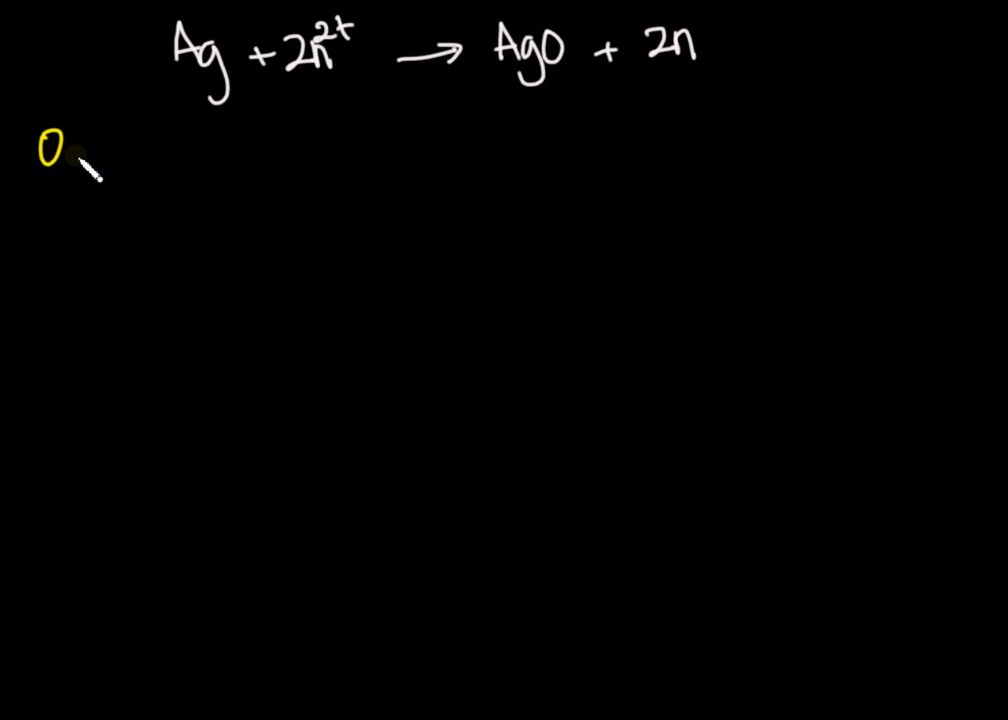 Ag + Zn²⁺ → AgO + Zn
O